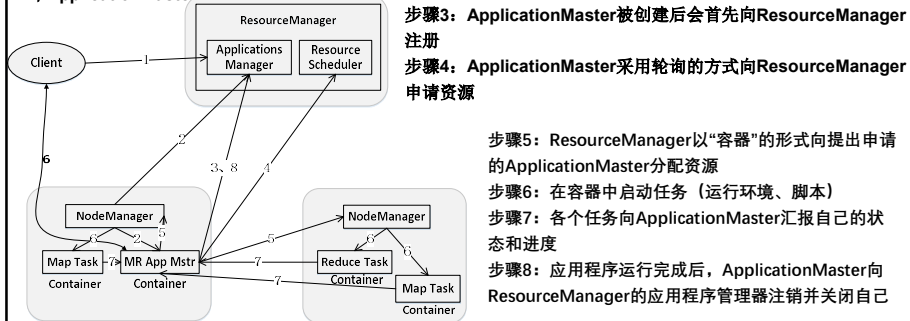 ResourceManager
Applications
Manager
Resource
Scheduler
Client
1
2
3、8
4
6
NodeManager
6
2
5
Map Task
7
MR App Mstr
Container
Container
5
7
7
NodeManager
6
6
Reduce Task
Container
Map Task
Container
步骤3：ApplicationMaster被创建后会首先向ResourceManager
注册
步骤4：ApplicationMaster采用轮询的方式向ResourceManager
申请资源
步骤5：ResourceManager以“容器”的形式向提出申请
的ApplicationMaster分配资源
步骤6：在容器中启动任务（运行环境、脚本）
步骤7：各个任务向ApplicationMaster汇报自己的状
态和进度
步骤8：应用程序运行完成后，ApplicationMaster向
ResourceManager的应用程序管理器注销并关闭自己